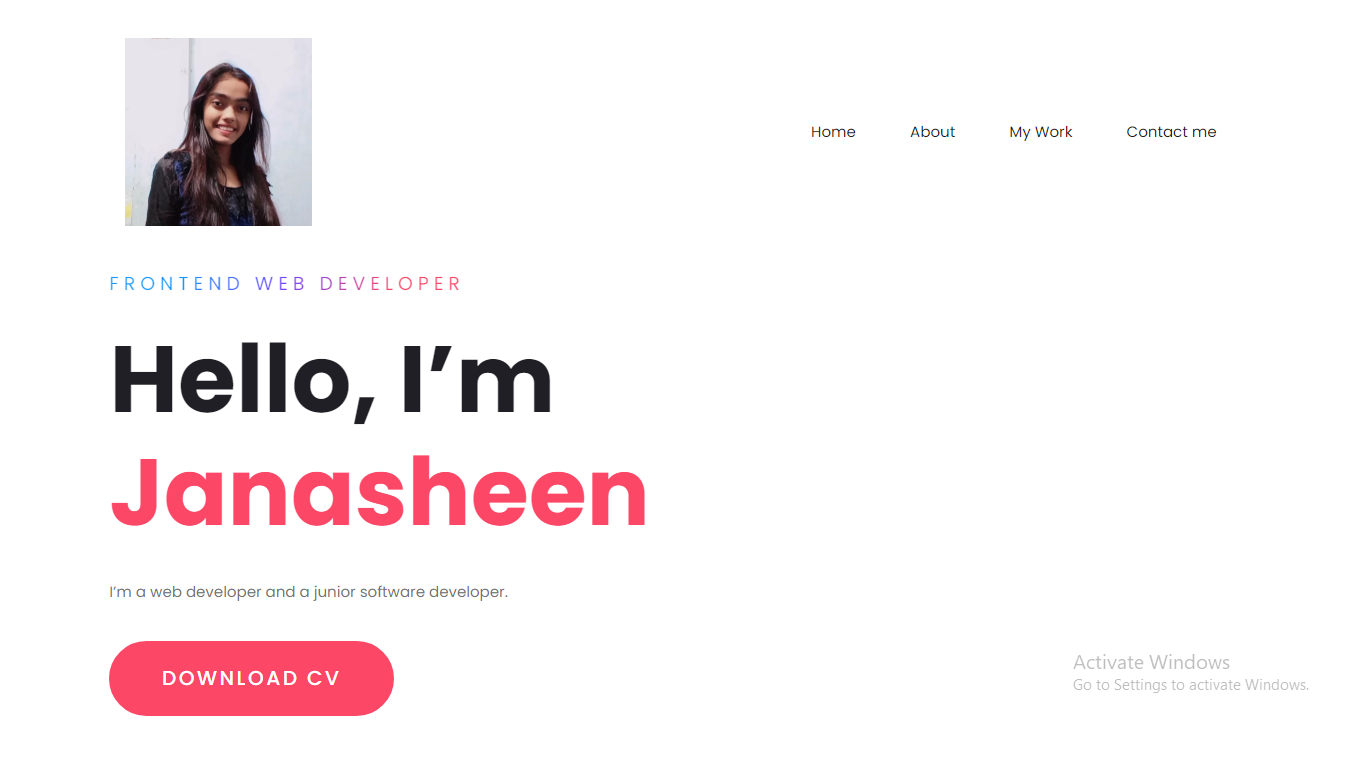 Home About My Work Contact me
FRONTEND WEB DEVELOPER
Hello, I’m
Janasheen
I’m a web developer and a junior software developer.
DOWNLOAD CV
Activate Windows
Go to Settings to activate Windows.